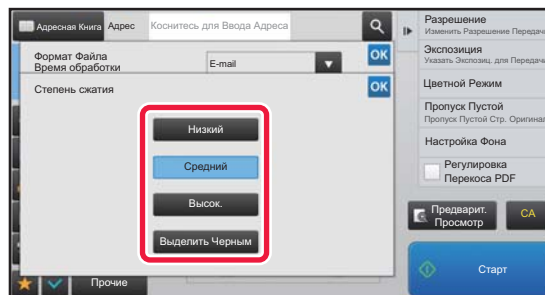 Адресная Книга Адрес Коснитесь для Ввода Адреса
Формат Файла
Время обработки
E-mail
OK
Степень сжатия
OK
Низкий
Средний
Высок.
Выделить Черным
Прочие
Разрешение
Изменить Разрешение Передачи
Экспозиция
Указать Экспозиц. для Передачи
Цветной Режим
Пропуск Пустой
Пропуск Пустой Стр. Оригинал
Настройка Фона
Регулировка
Перекоса PDF
Предварит.
Просмотр
CA
Старт